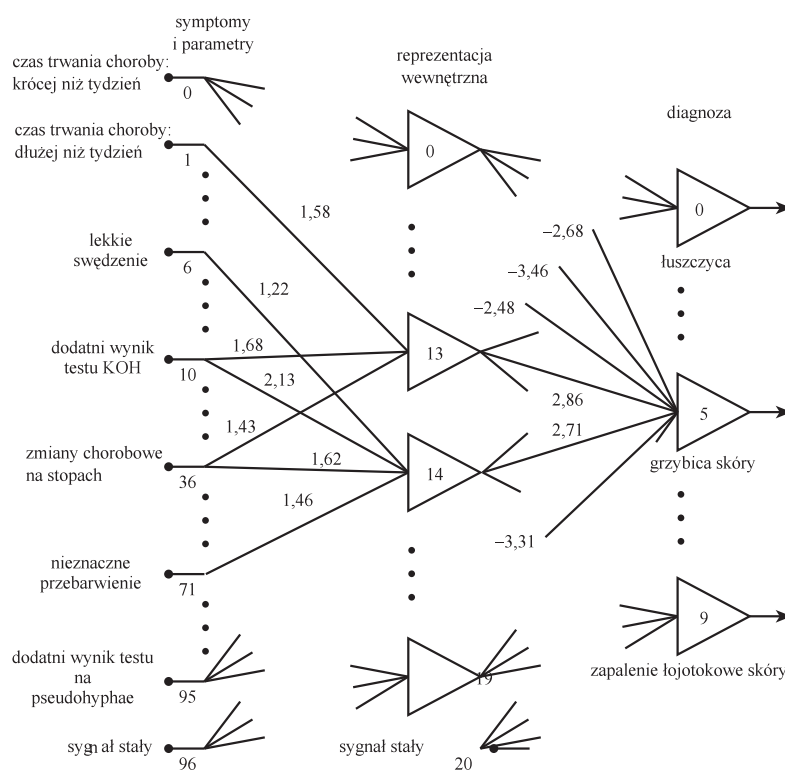 symptomy
i parametry
czas trwania choroby:
krócej niż tydzień
0
czas trwania choroby:
dłużej niż tydzień
1
lekkie
swędzenie
6
dodatni wynik
testu KOH
10
zmiany chorobowe
na stopach
36
nieznaczne
przebarwienie
71
dodatni wynik testu
na
pseudohyphae
95
sygnał stały
96
1,58
1,22
1,68
2,13
1,43
1,62
1,46
reprezentacja
wewnętrzna
0
13
14
19
sygnał stały
20
−2,68
−3,46
−2,48
2,86
2,71
−3,31
diagnoza
0
łuszczyca
5
grzybica skóry
9
zapalenie łojotokowe skóry